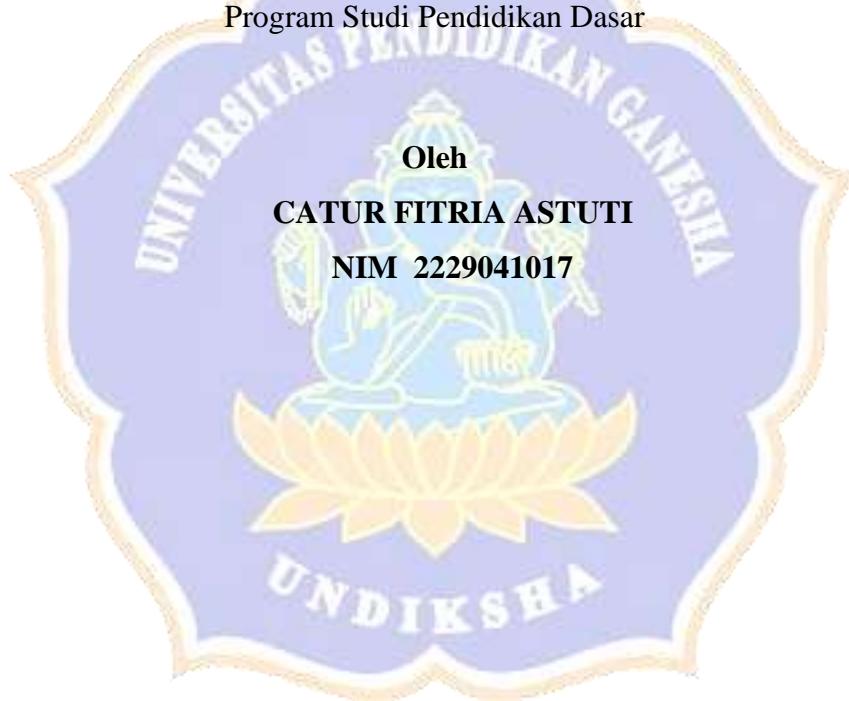 Program Studi Pendidikan Dasar
UNIVERSITAS PENDIDIKAN GANESHA
Oleh
CATUR FITRIA ASTUTI
NIM 2229041017
UNDIKSHA